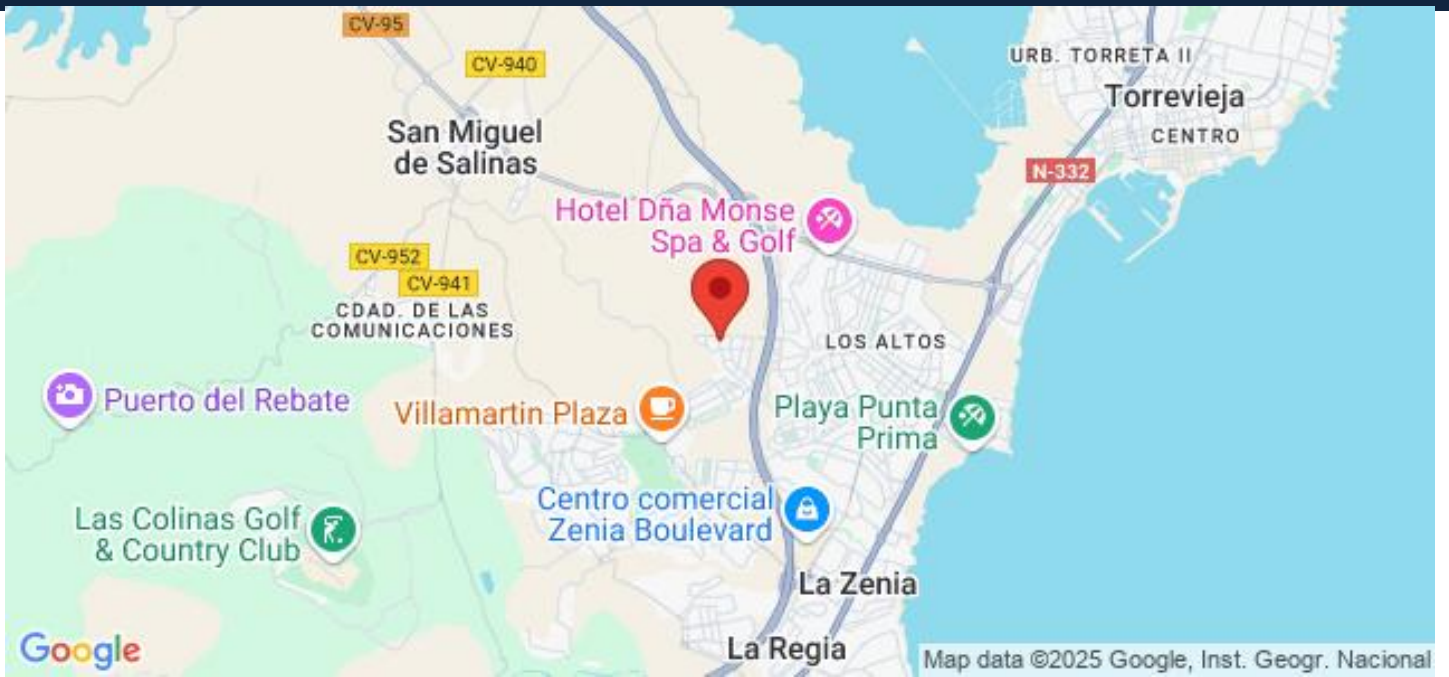 CV-95
CV-940
URB. TORRETA II
Torrevieja
CENTRO
San Miguel
de Salinas
N-332
Hotel Dña Monse
Spa & Golf
CV-952
CV-941
CDAD. DE LAS
COMUNICACIONES
LOS ALTOS
Puerto del Rebate
Villamartin Plaza
Playa Punta
Prima
Centro comercial
Zenia Boulevard
Las Colinas Golf
& Country Club
La Zenia
La Regia
Google
Map data ©2025 Google, Inst. Geogr. Nacional